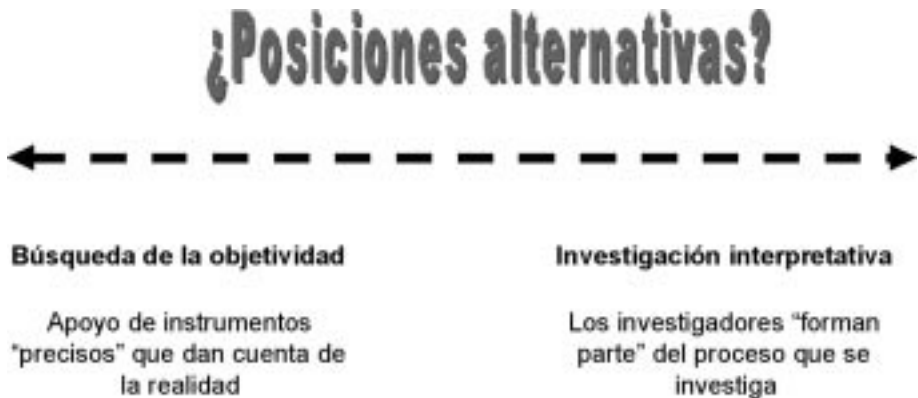 ¿Posiciones alternativas?
Búsqueda de la objetividad
Apoyo de instrumentos
"precisos" que dan cuenta de
la realidad
Investigación interpretativa
Los investigadores "forman
parte" del proceso que se
investiga